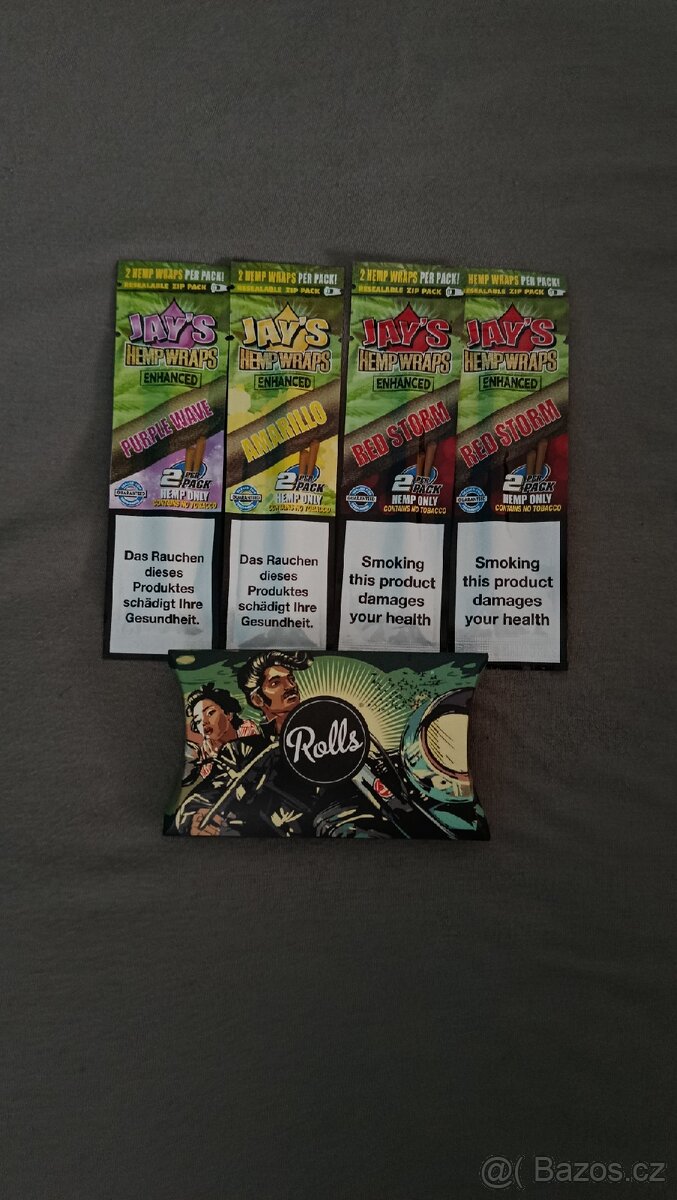 2 HEMP WRAPS PER PACK!
RESEALABLE ZIP PACK
JAY'S
HEMP WRAPS
ENHANCED
PURPLE WAVE
2 PER PACK
HEMP ONLY
CONTAINS NO TOBACCO
GUARANTEED
Das Rauchen
dieses
Produktes
schädigt Ihre
Gesundheit.
2 HEMP WRAPS PER PACK!
RESEALABLE ZIP PACK
JAY'S
HEMP WRAPS
ENHANCED
AMARILLO
2 PER PACK
HEMP ONLY
CONTAINS NO TOBACCO
GUARANTEED
Das Rauchen
dieses
Produktes
schädigt Ihre
Gesundheit.
2 HEMP WRAPS PER PACK!
RESEALABLE ZIP PACK
JAY'S
HEMP WRAPS
ENHANCED
RED STORM
2 PER PACK
HEMP ONLY
CONTAINS NO TOBACCO
GUARANTEED
Smoking
this product
damages
your health
HEMP WRAPS PER PACK!
RESEALABLE ZIP PACK
JAY'S
HEMP WRAPS
ENHANCED
RED STORM
2 PER PACK
HEMP ONLY
CONTAINS NO TOBACCO
GUARANTEED
Smoking
this product
damages
your health
Rolls
@( Bazos.cz